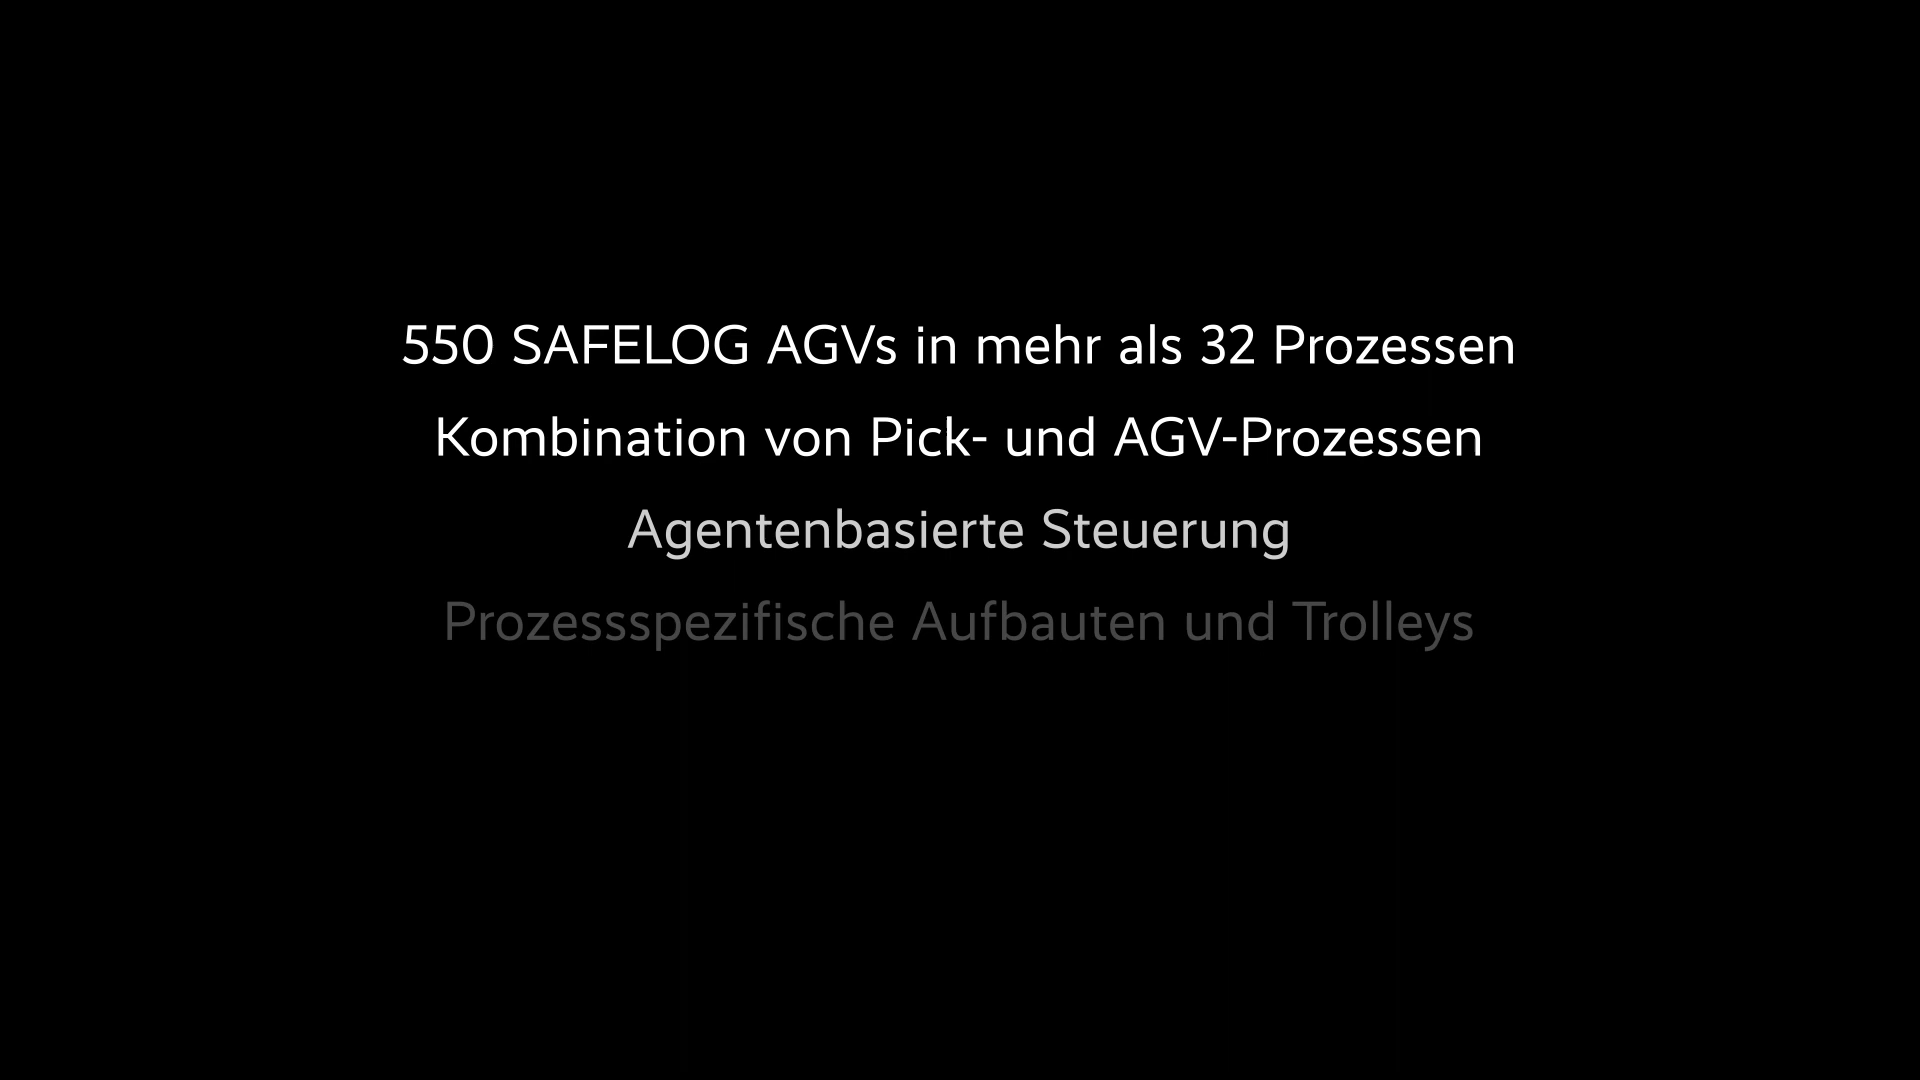 550 SAFELOG AGVs in mehr als 32 Prozessen
Kombination von Pick- und AGV-Prozessen
Agentenbasierte Steuerung
Prozessspezifische Aufbauten und Trolleys